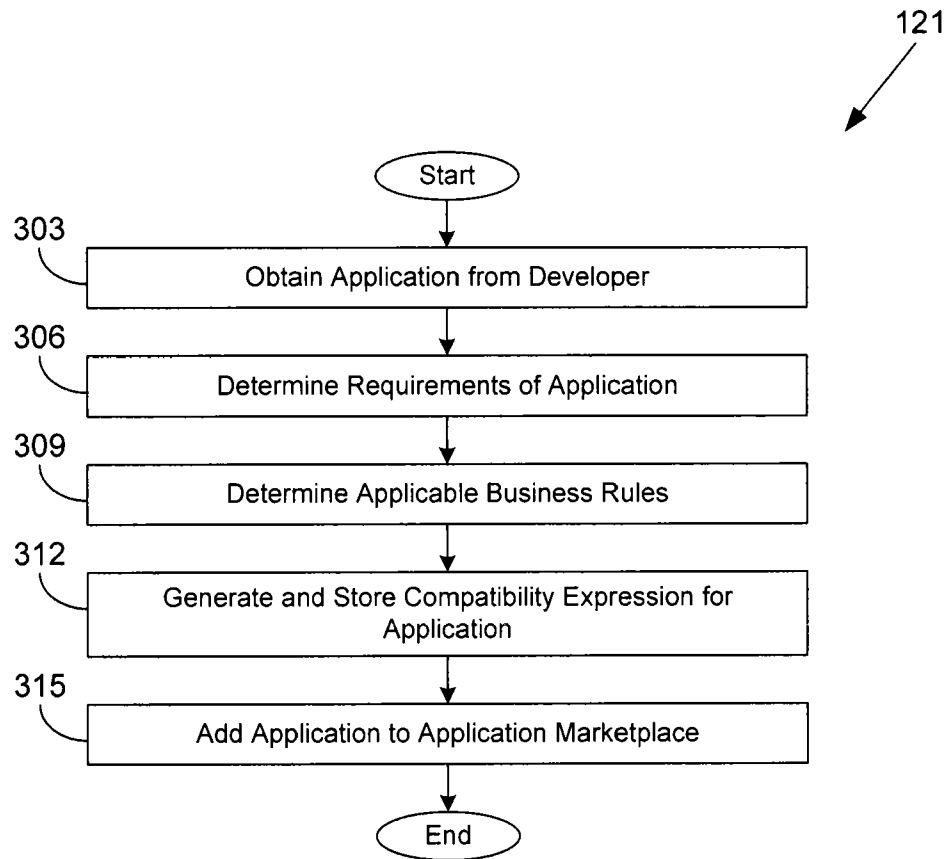 121
Start
303
Obtain Application from Developer
306
Determine Requirements of Application
309
Determine Applicable Business Rules
312
Generate and Store Compatibility Expression for
Application
315
Add Application to Application Marketplace
End